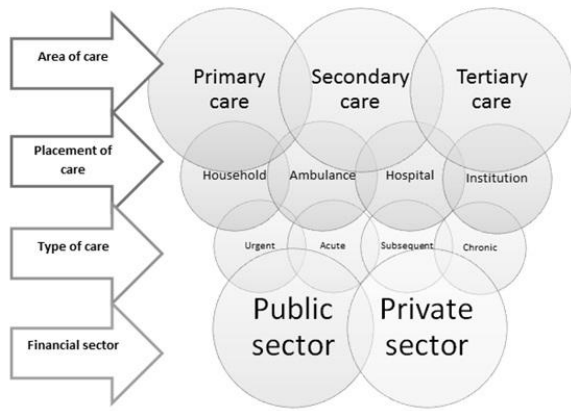 Area of care
Primary
care
Secondary
care
Tertiary
care
Placement of
care
Household
Ambulance
Hospital
Institution
Type of care
Urgent
Acute
Subsequent
Chronic
Financial sector
Public
sector
Private
sector